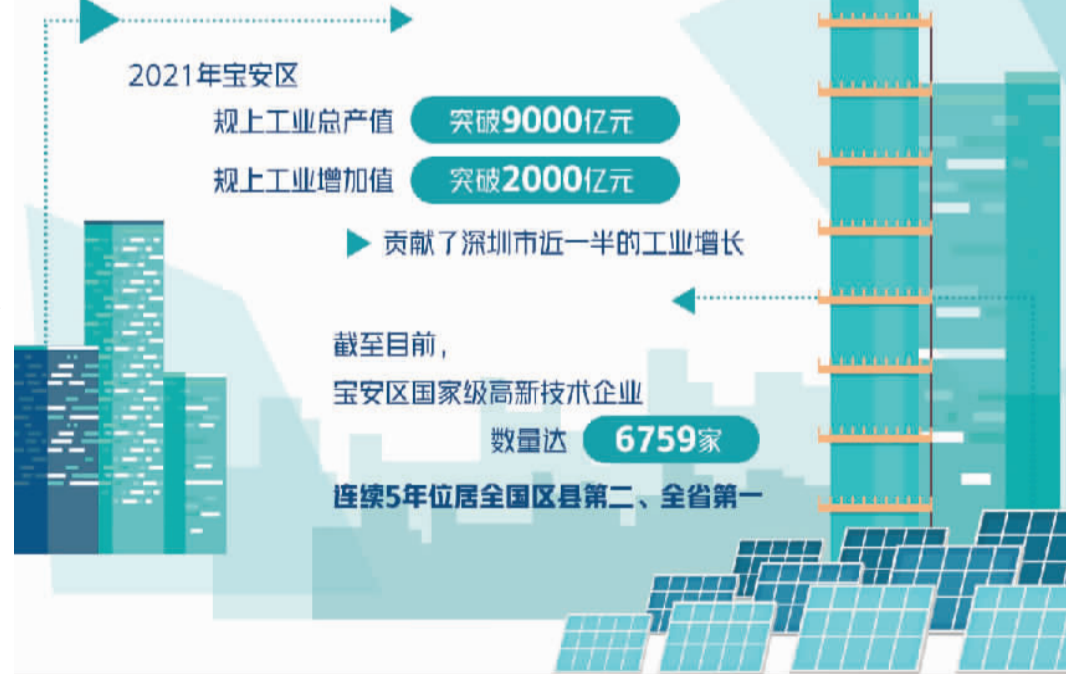 2021年宝安区
规上工业总产值 突破9000亿元
规上工业增加值 突破2000亿元
贡献了深圳市近一半的工业增长
截至目前，
宝安区国家级高新技术企业
数量达 6759家
连续5年位居全国区县第二、全省第一